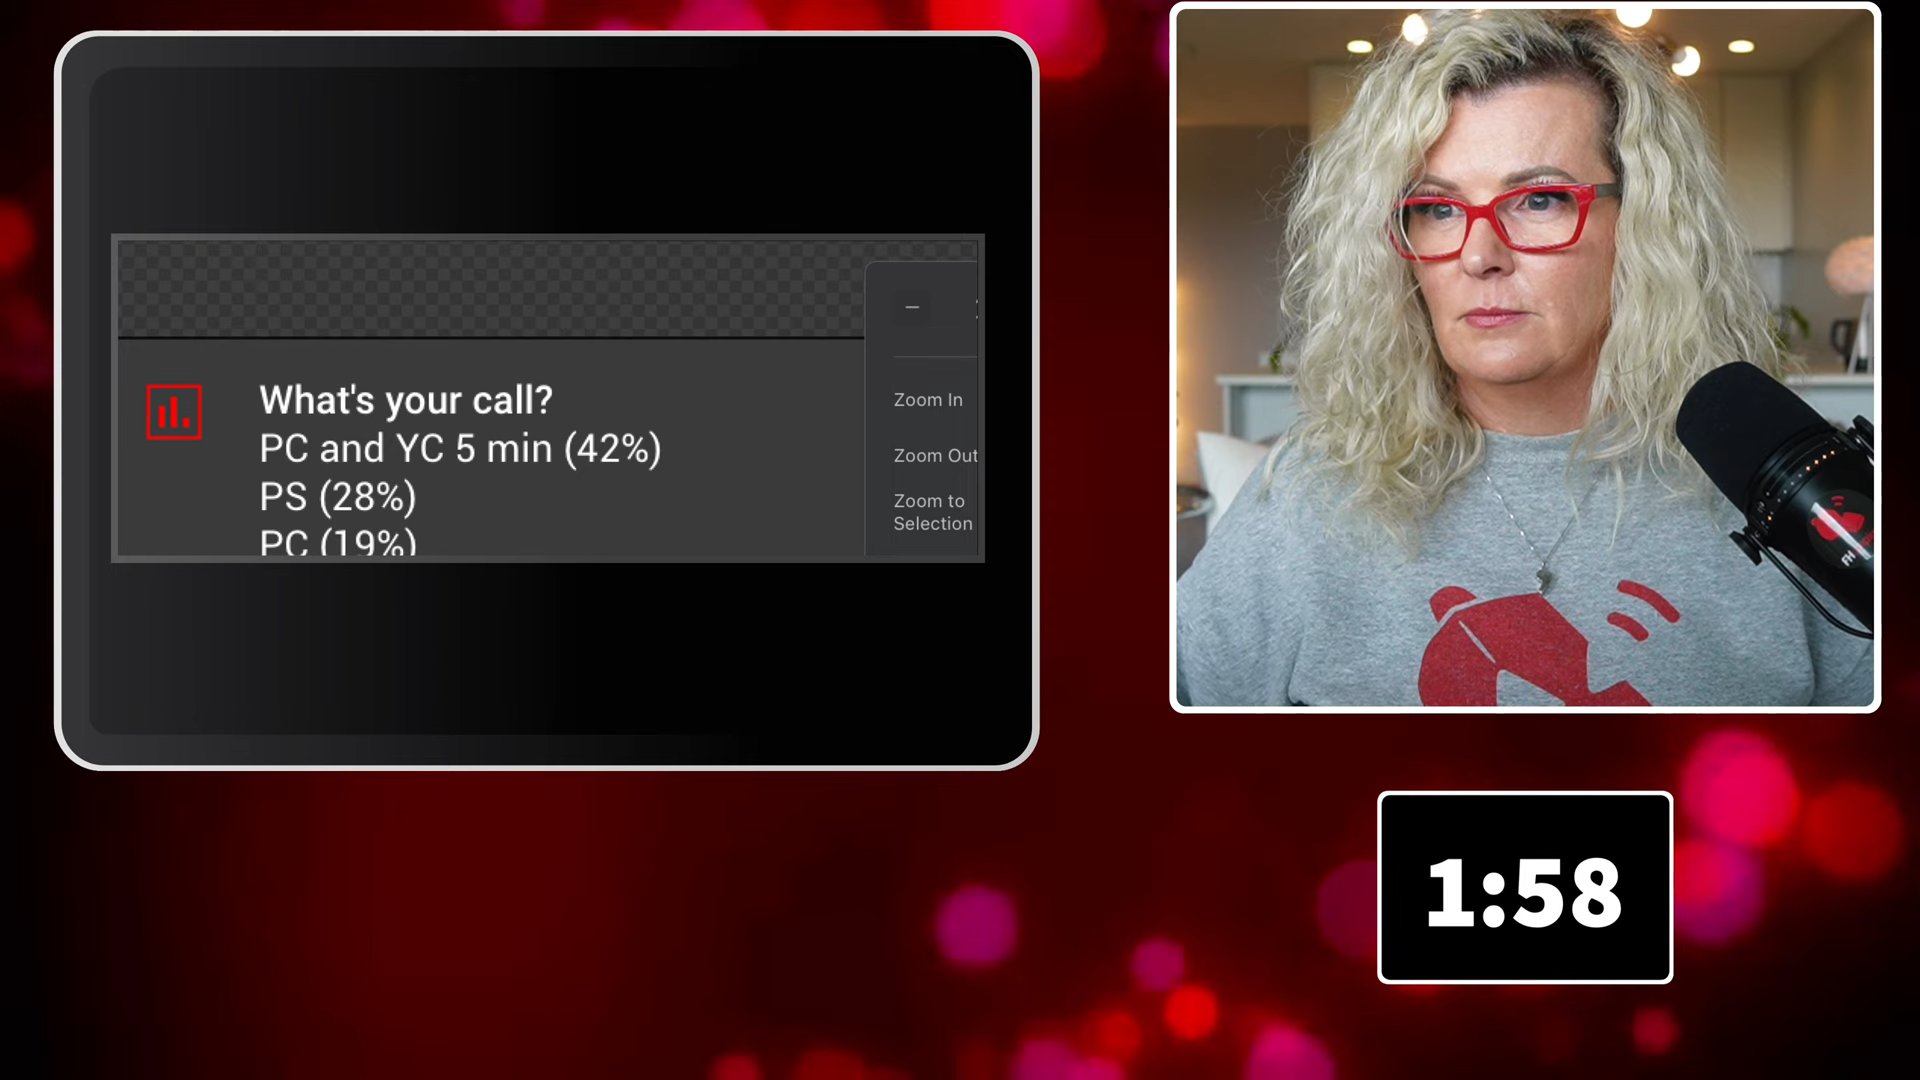 What's your call?
PC and YC 5 min (42%)
PS (28%)
PC (19%)
Zoom In
Zoom Out
Zoom to
Selection
1:58
FH